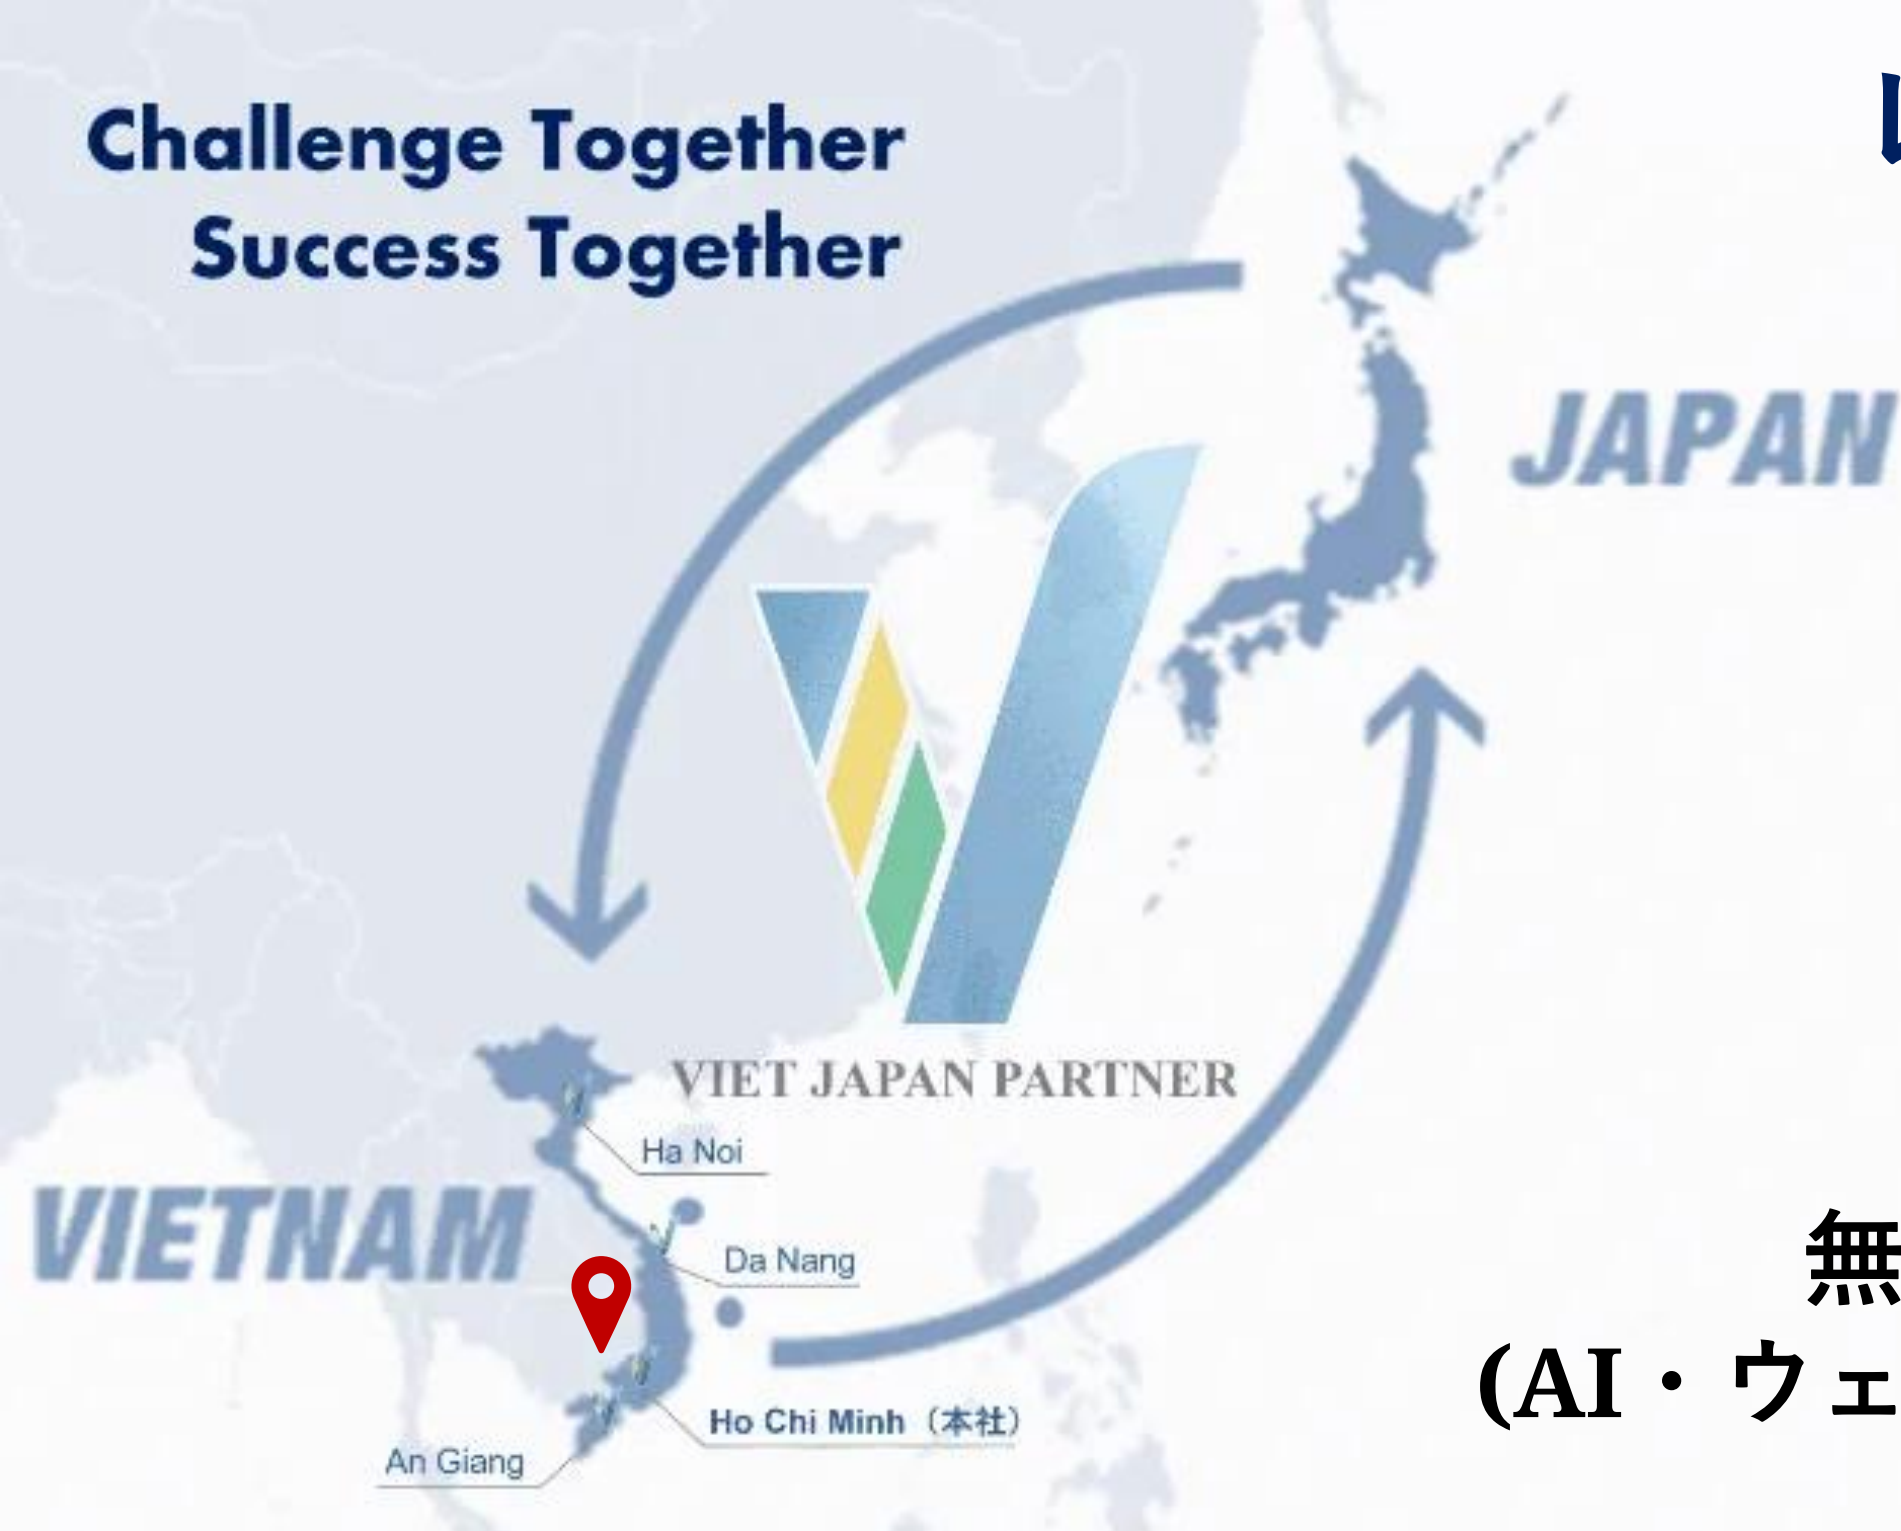 Challenge Together
Success Together
JAPAN
VIET JAPAN PARTNER
Ha Noi
VIETNAM
Da Nang
Ho Chi Minh（本社）
An Giang
無
(AI・ウェ